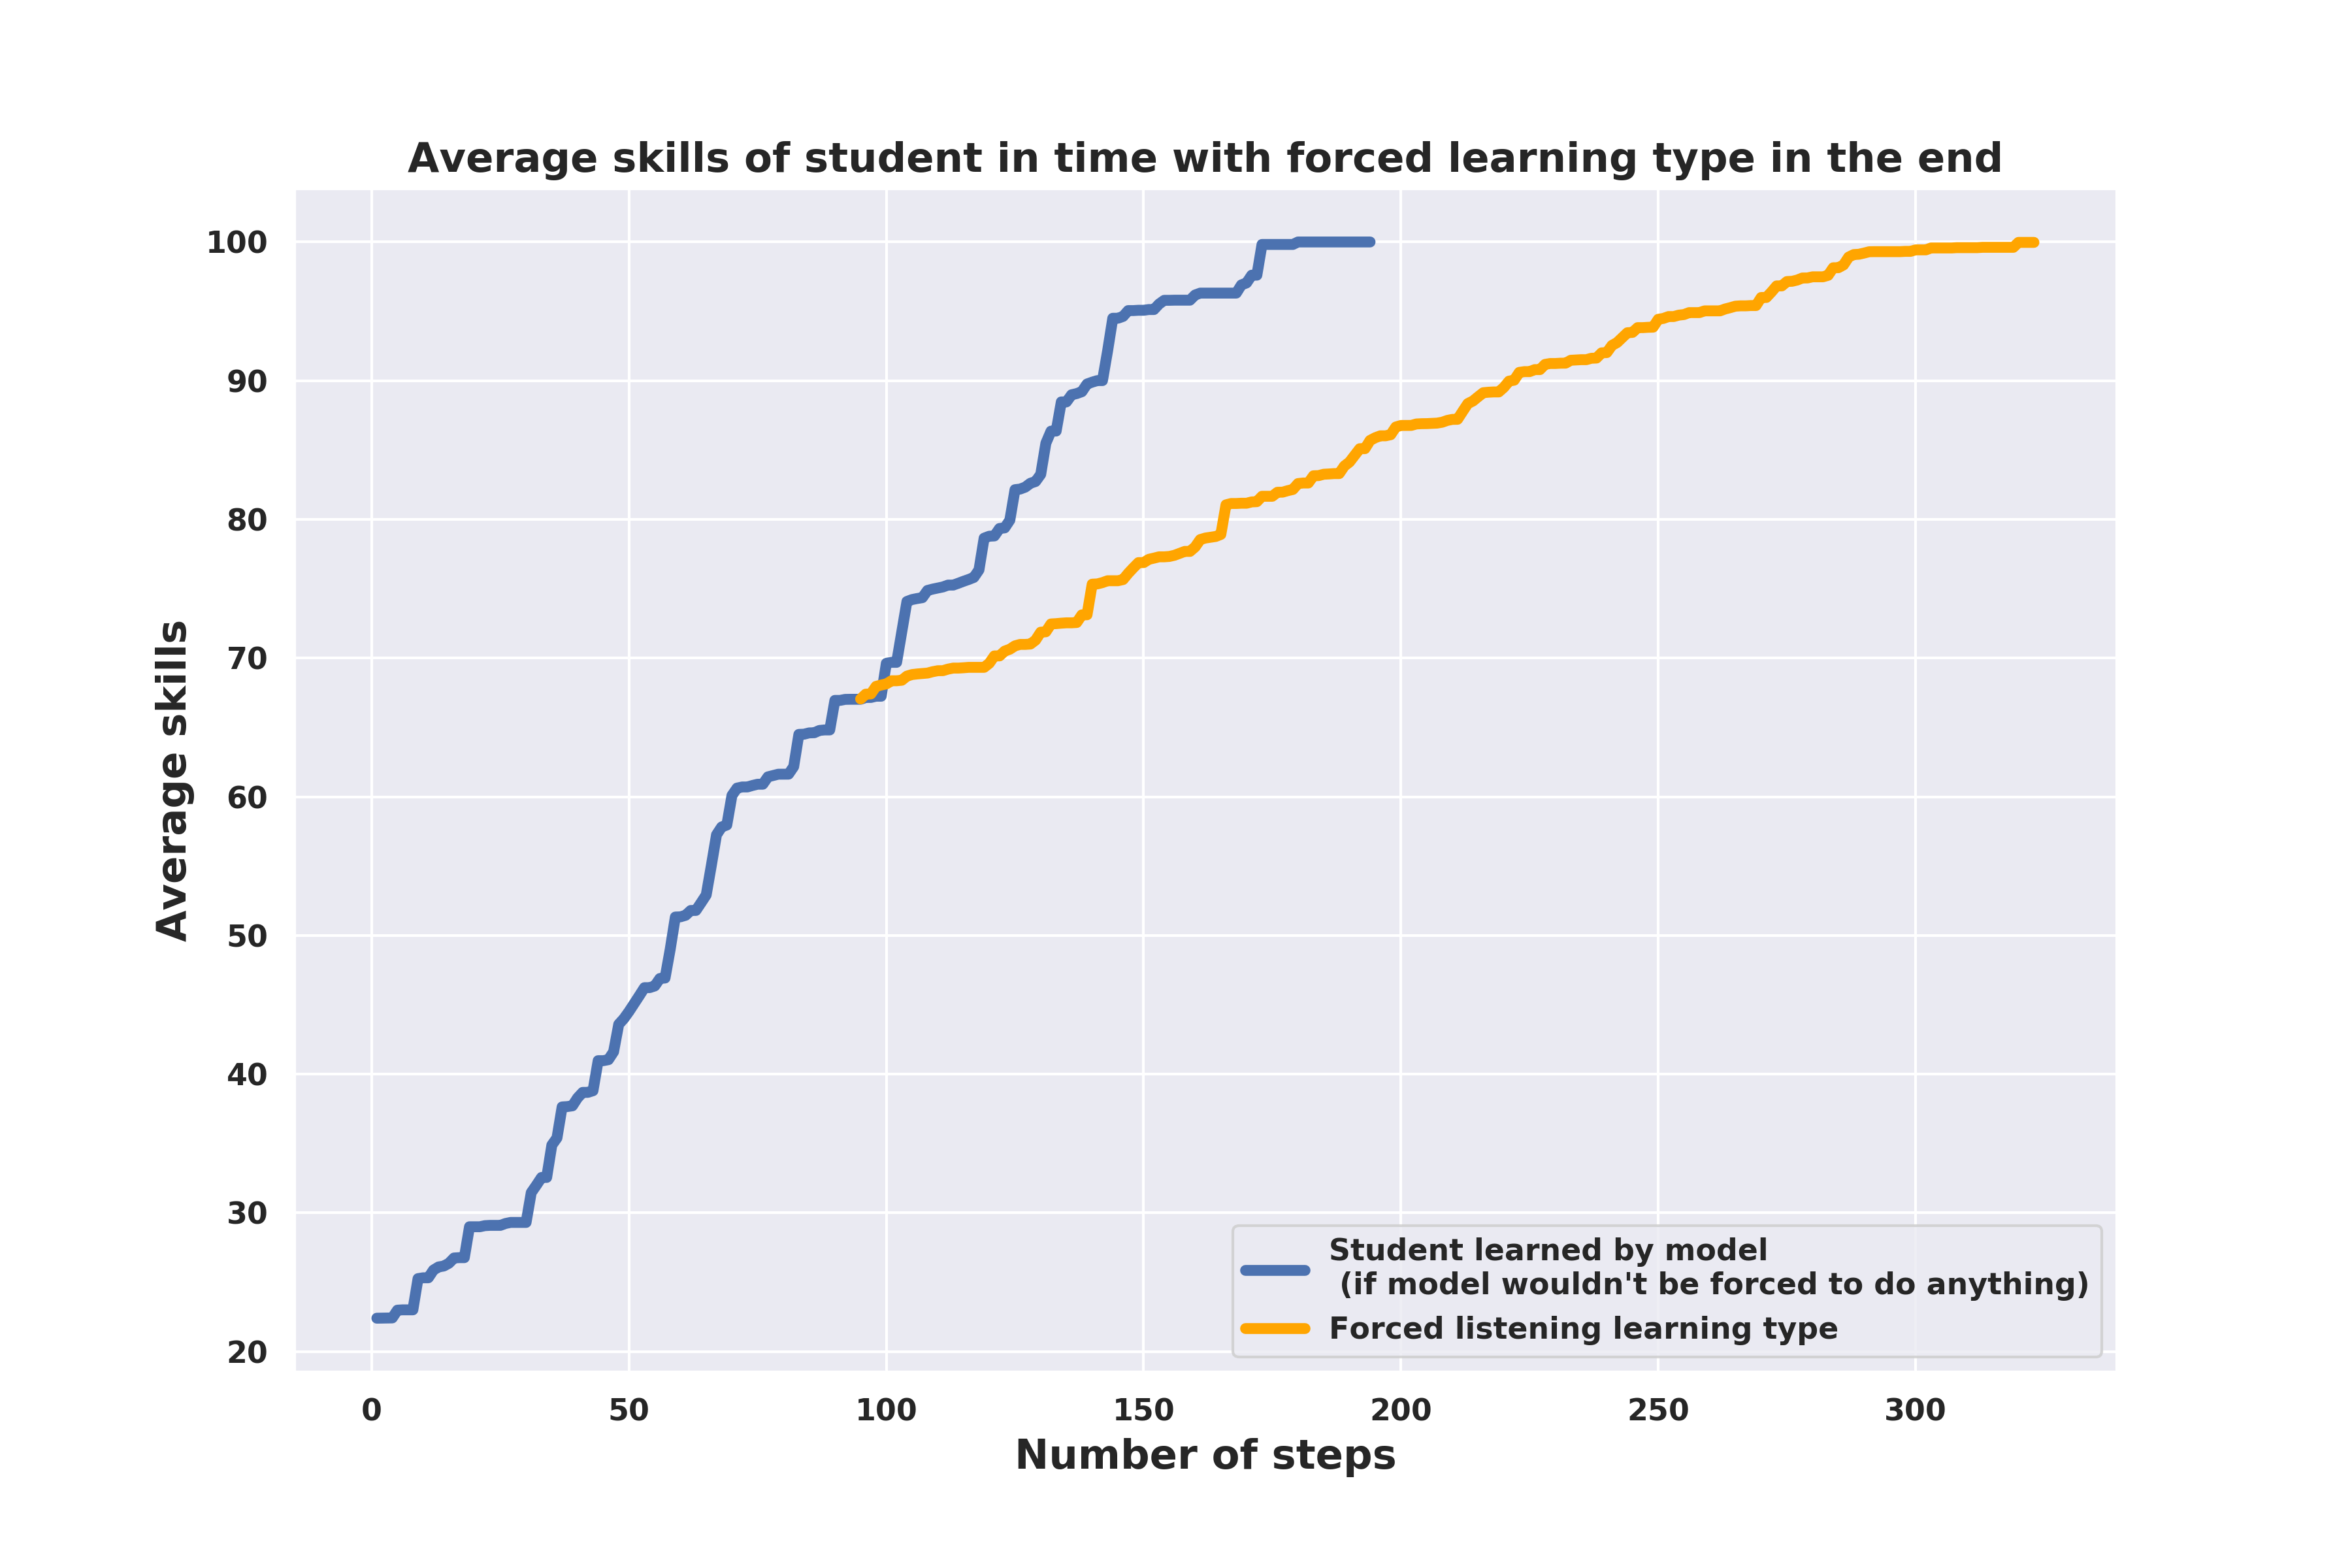 Average skills of student in time with forced learning type in the end
Average skills
100
90
80
70
60
50
40
30
20
Student learned by model
(if model wouldn't be forced to do anything)
Forced listening learning type
0 50 100 150 200 250 300
Number of steps